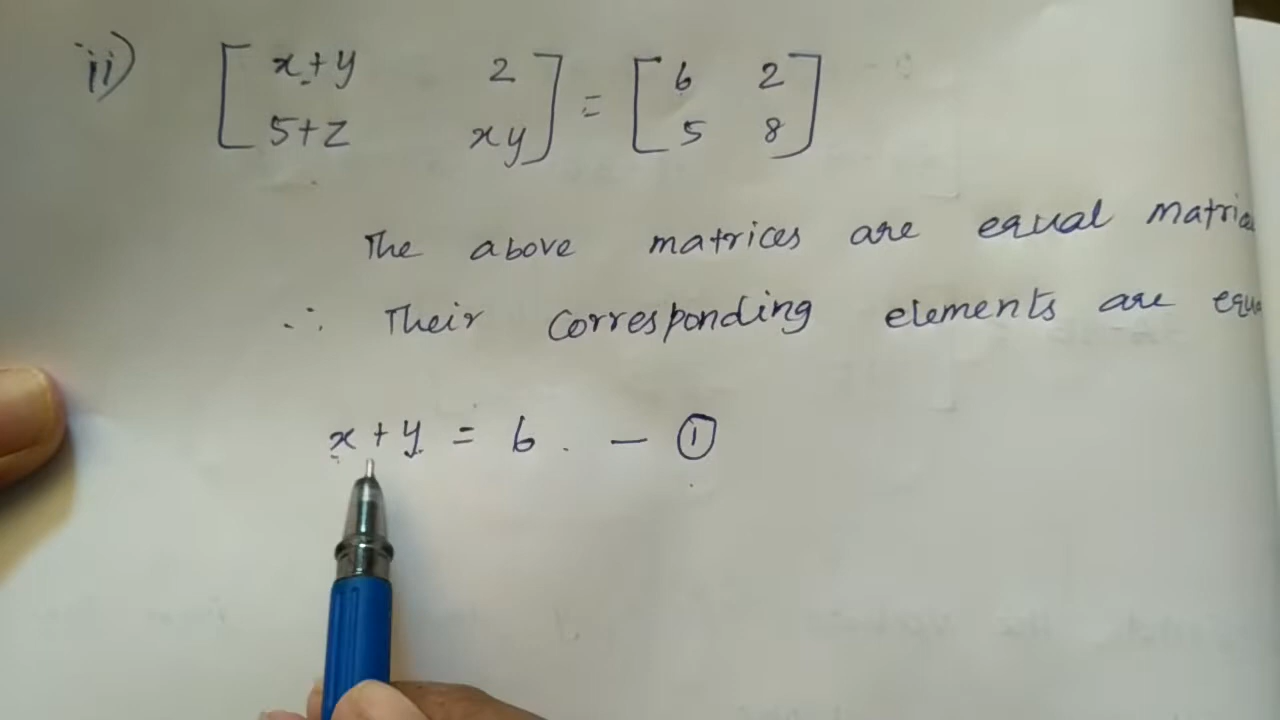 ii) [ x+y 2 ] = [ 6 2 ]
[ 5+z xy ] [ 5 8 ]
The above matrices are equal
∴ Their corresponding elements are
x + y = 6 . — ①